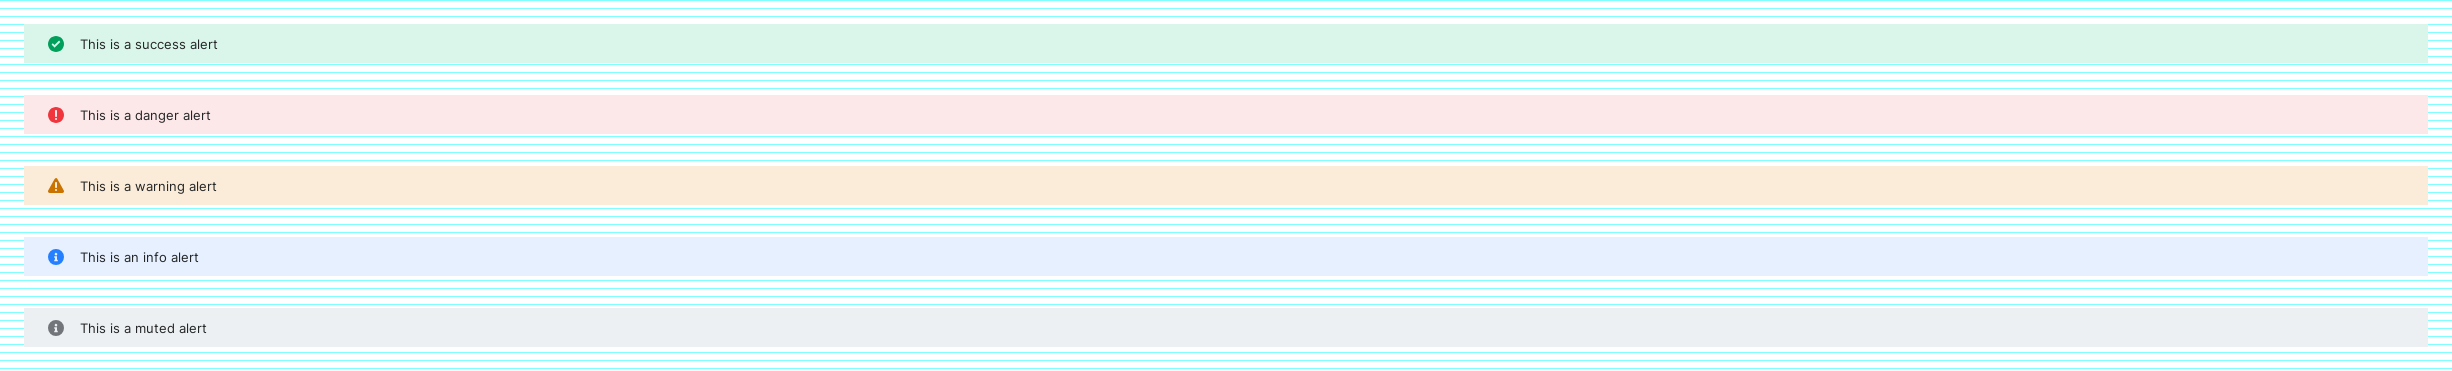 This is a success alert
This is a danger alert
This is a warning alert
This is an info alert
This is a muted alert